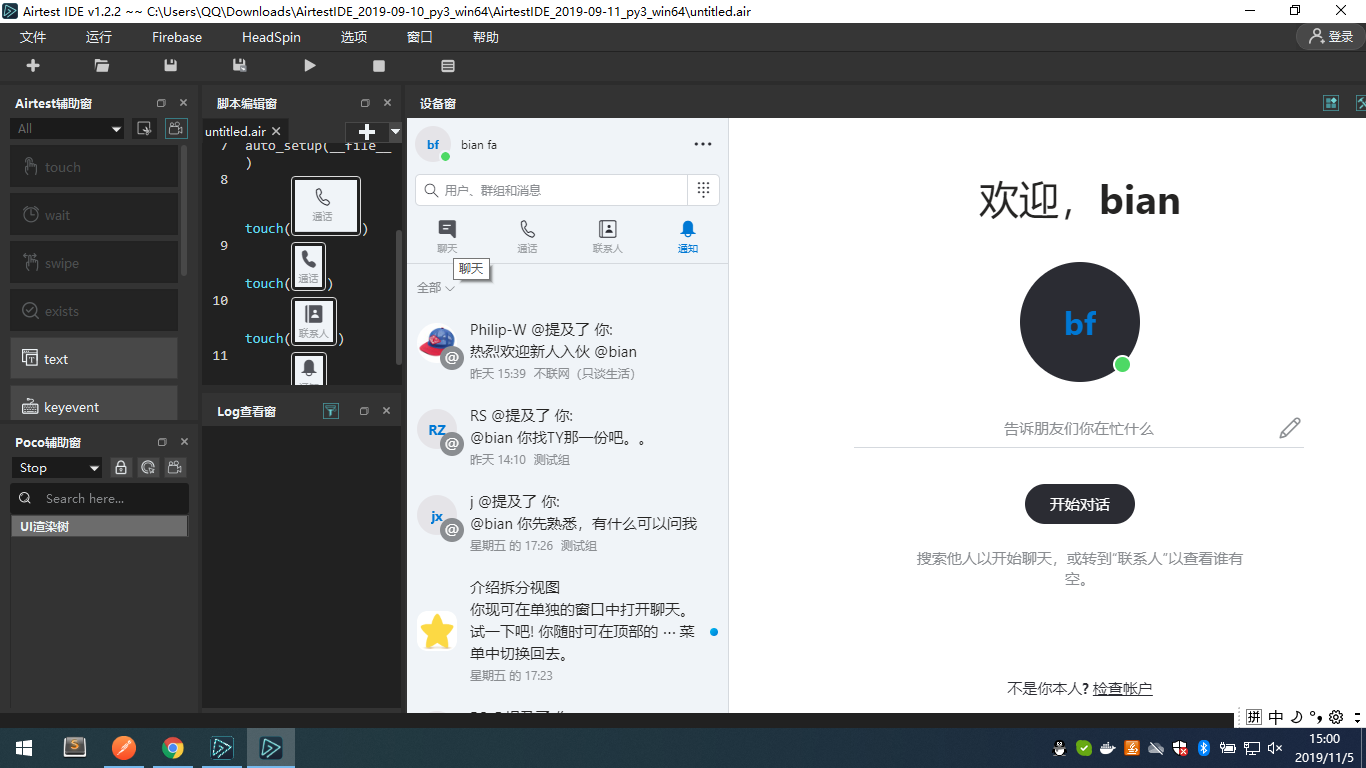 Airtest IDE v1.2.2 ~~ C:\Users\QQ\Downloads\AirtestIDE_2019-09-10_py3_win64\AirtestIDE_2019-09-11_py3_win64\untitled.air
文件 运行 Firebase HeadSpin 选项 窗口 帮助 登录
Airtest辅助窗
All
touch
wait
swipe
exists
text
keyevent
Poco辅助窗
Stop
Search here...
UI渲染树
脚本编辑窗
untitled.air
7 auto_setup(__file__
)
8
touch( 通话 )
9
touch( 通话 )
10
touch( 联系人 )
11
Log查看窗
设备窗
bf bian fa
用户、群组和消息
聊天 通话 联系人 通知
聊天
全部
Philip-W @提及了 你:
热烈欢迎新人入伙 @bian
昨天 15:39 不联网（只谈生活）
@
RZ
RS @提及了 你:
@bian 你找TY那一份吧。。
昨天 14:10 测试组
@
jx
j @提及了 你:
@bian 你先熟悉，有什么可以问我
星期五 的 17:26 测试组
@
介绍拆分视图
你现可在单独的窗口中打开聊天。
试一下吧! 你随时可在顶部的 ··· 菜
单中切换回去。
星期五 的 17:23
欢迎，bian
bf
告诉朋友们你在忙什么
开始对话
搜索他人以开始聊天，或转到“联系人”以查看谁有
空。
不是你本人? 检查帐户
拼 中
S
15:00
2019/11/5